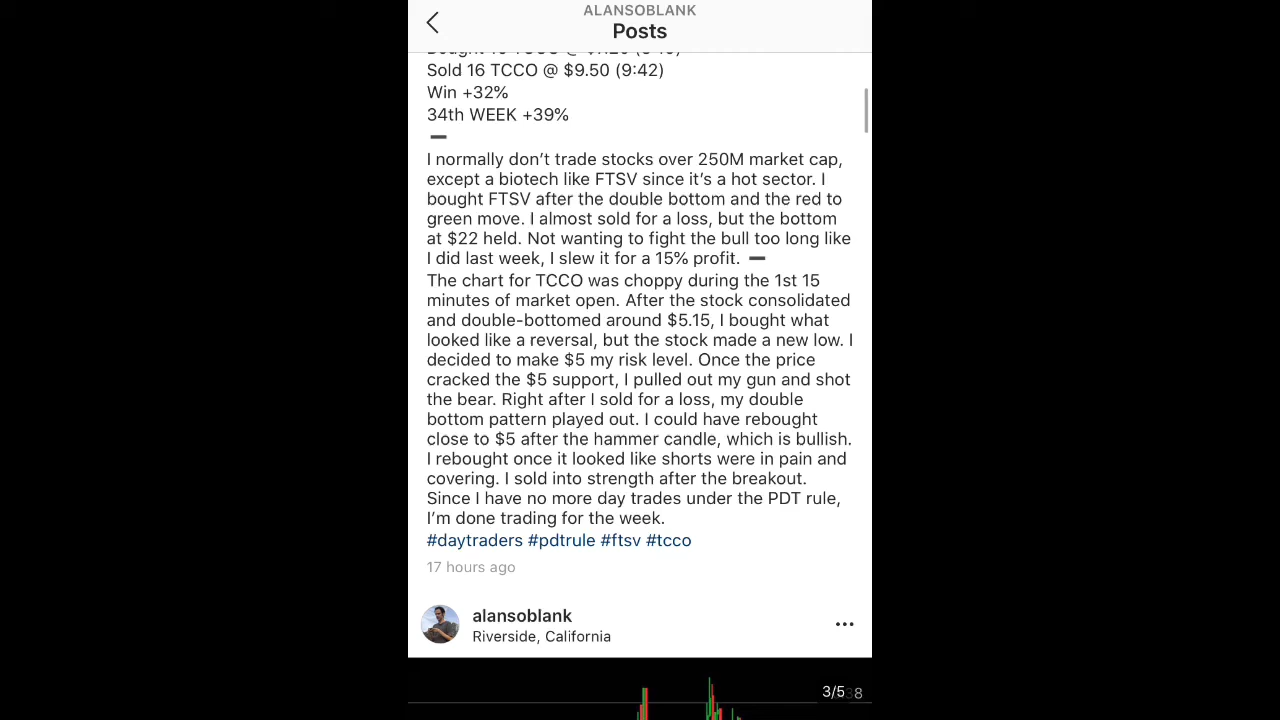 ALANSOBLANK
Posts
Sold 16 TCCO @ $9.50 (9:42)
Win +32%
34th WEEK +39%
I normally don’t trade stocks over 250M market cap,
except a biotech like FTSV since it’s a hot sector. I
bought FTSV after the double bottom and the red to
green move. I almost sold for a loss, but the bottom
at $22 held. Not wanting to fight the bull too long like
I did last week, I slew it for a 15% profit. ➖
The chart for TCCO was choppy during the 1st 15
minutes of market open. After the stock consolidated
and double-bottomed around $5.15, I bought what
looked like a reversal, but the stock made a new low. I
decided to make $5 my risk level. Once the price
cracked the $5 support, I pulled out my gun and shot
the bear. Right after I sold for a loss, my double
bottom pattern played out. I could have rebought
close to $5 after the hammer candle, which is bullish.
I rebought once it looked like shorts were in pain and
covering. I sold into strength after the breakout.
Since I have no more day trades under the PDT rule,
I’m done trading for the week.
#daytraders #pdtrule #ftsv #tcco
17 hours ago
alansoblank
Riverside, California
3/5